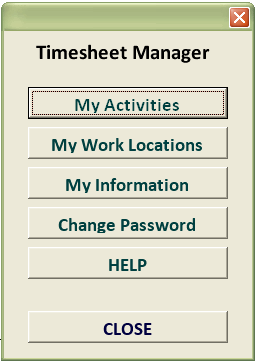 Timesheet Manager
My Activities
My Work Locations
My Information
Change Password
HELP
CLOSE